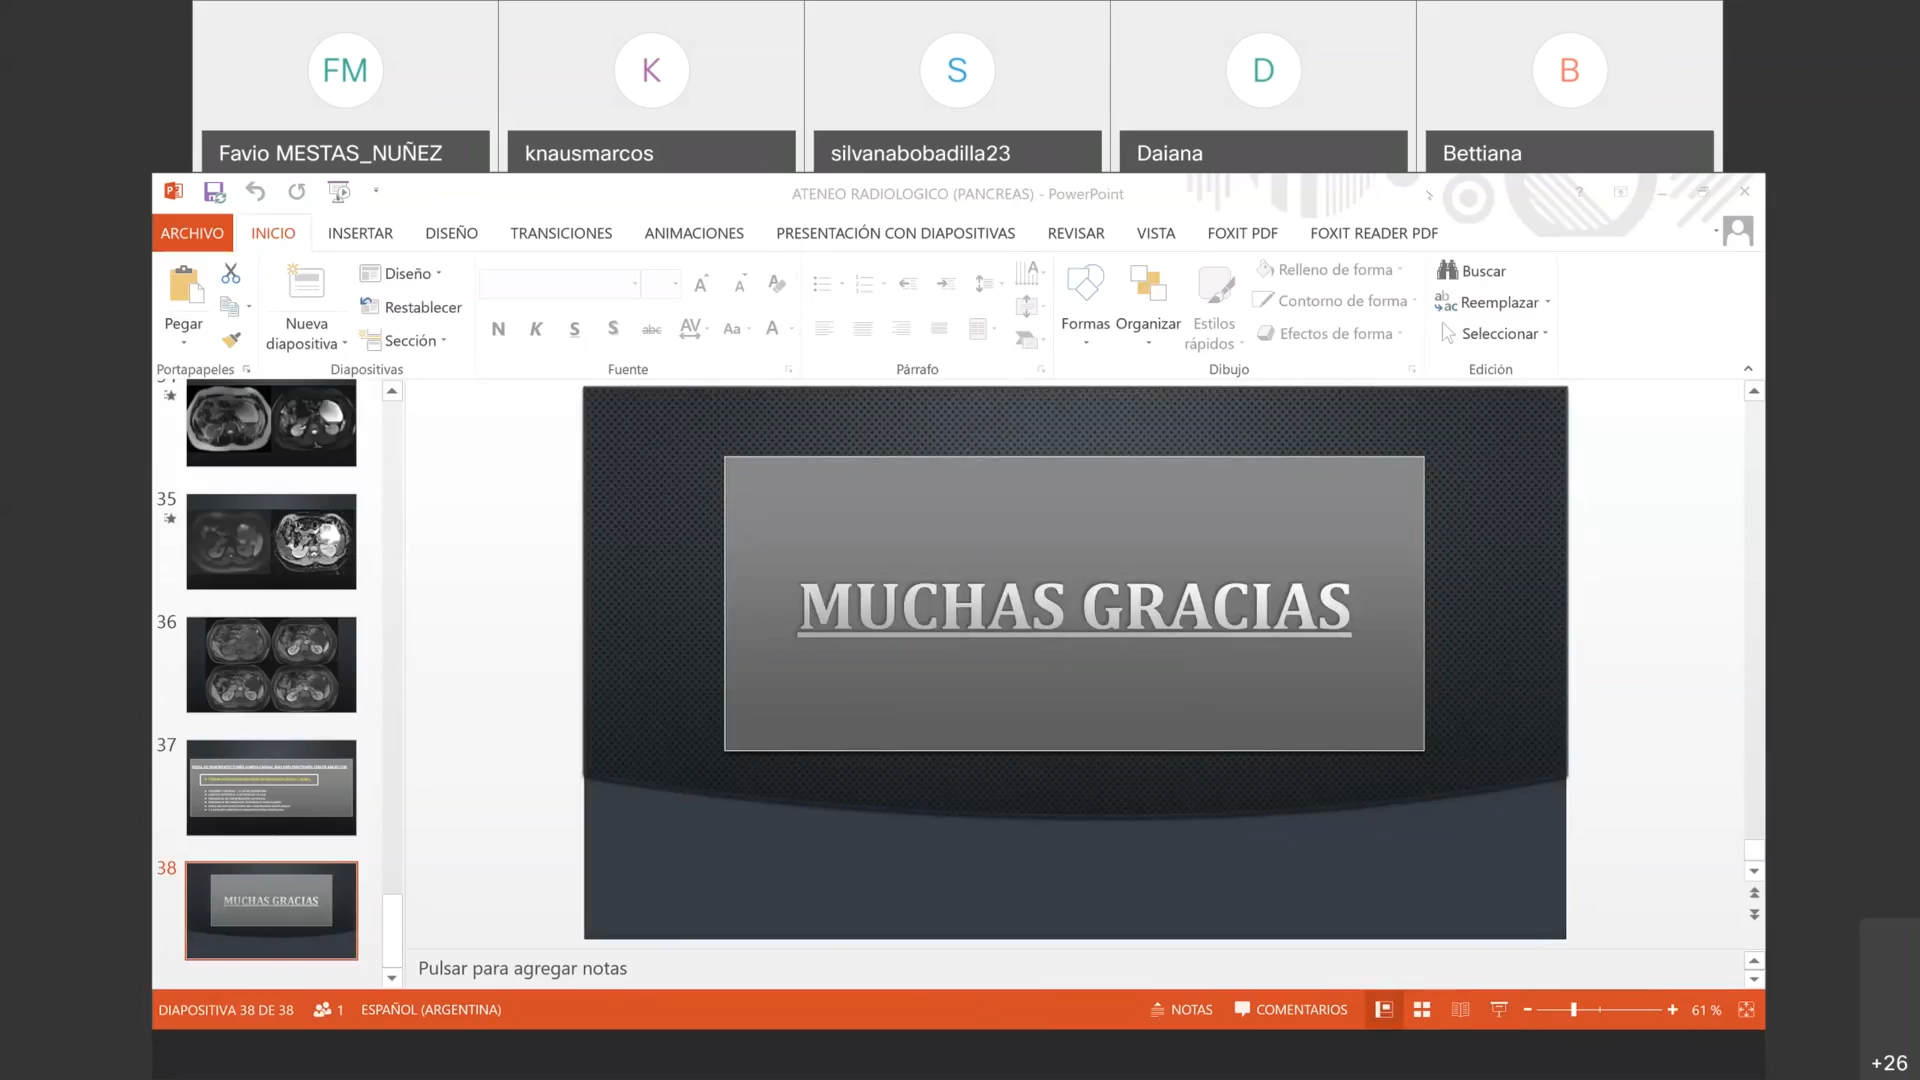 FM
K
S
D
B
Favio MESTAS_NUÑEZ
knausmarcos
silvanabobadilla23
Daiana
Bettiana
ATENEO RADIOLOGICO (PANCREAS) - PowerPoint
ARCHIVO
INICIO
INSERTAR
DISEÑO
TRANSICIONES
ANIMACIONES
PRESENTACIÓN CON DIAPOSITIVAS
REVISAR
VISTA
FOXIT PDF
FOXIT READER PDF
Pegar
Nueva
diapositiva
Diseño
Restablecer
Sección
N K S S abc AV Aa A
Formas
Organizar
Estilos
rápidos
Relleno de forma
Contorno de forma
Efectos de forma
Buscar
Reemplazar
Seleccionar
Portapapeles
Diapositivas
Fuente
Párrafo
Dibujo
Edición
35
36
37
38
MUCHAS GRACIAS
MUCHAS GRACIAS
Pulsar para agregar notas
DIAPOSITIVA 38 DE 38
1
ESPAÑOL (ARGENTINA)
NOTAS
COMENTARIOS
61 %
+26